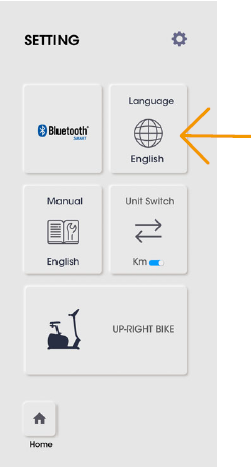 SETTING
Bluetooth®
SMART
Language
English
Manual
English
Unit Switch
Km
UP-RIGHT BIKE
Home